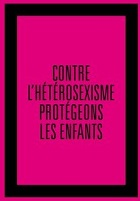 CONTRE
L'HÉTÉROSEXISME
PROTÉGEONS
LES ENFANTS